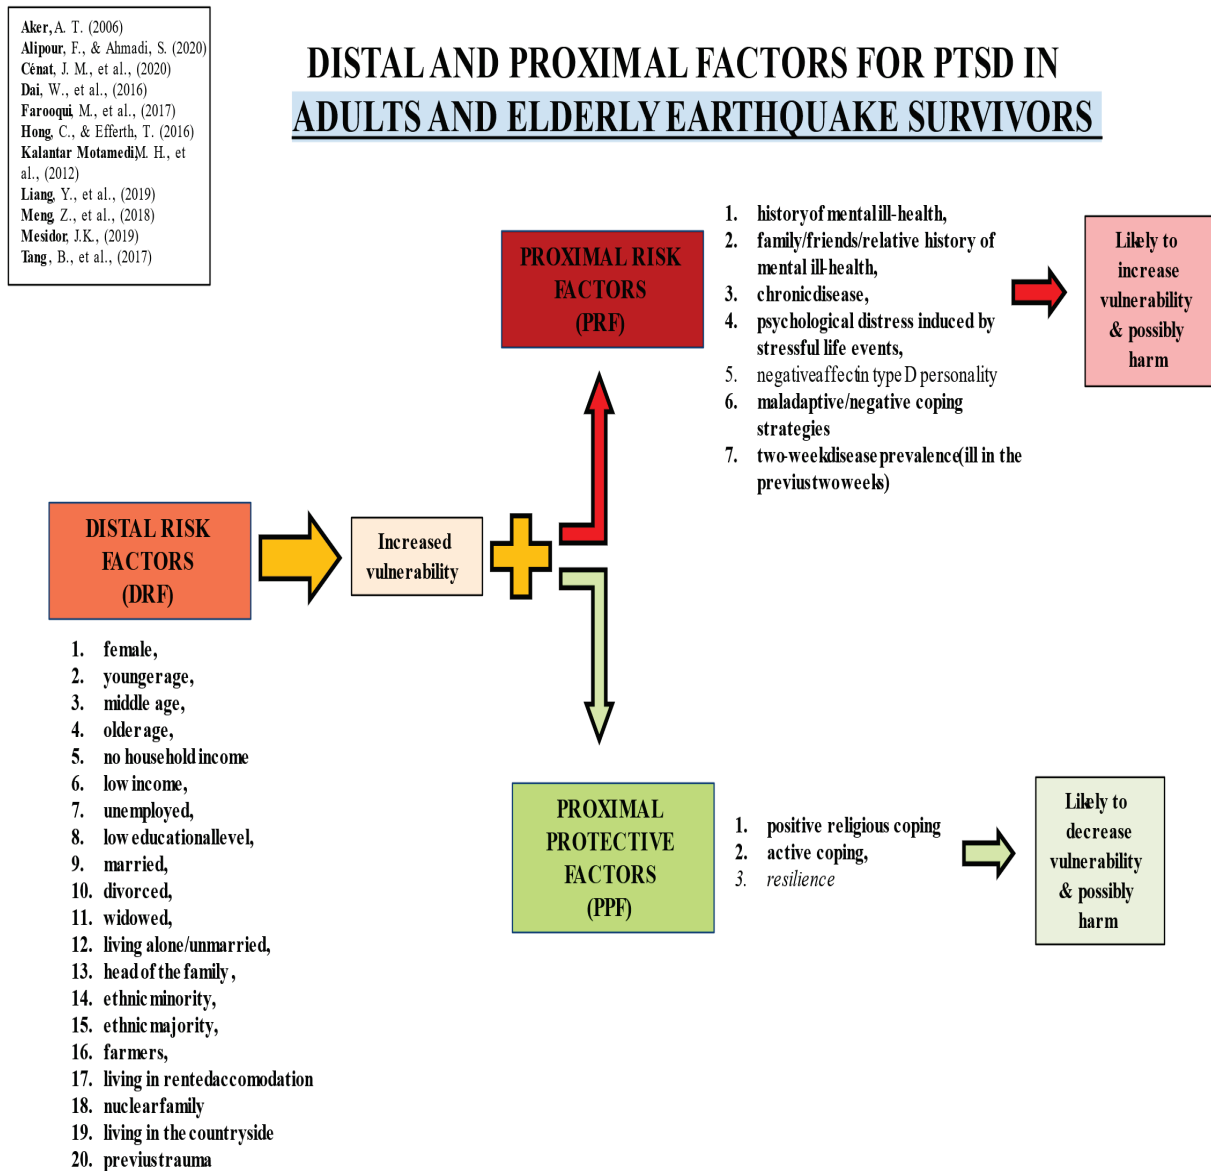 Aker, A. T. (2006)
Alipour, F., & Ahmadi, S. (2020)
Cénat, J. M., et al., (2020)
Dai, W., et al., (2016)
Farooqui, M., et al., (2017)
Hong, C., & Efferth, T. (2016)
Kalantar Motamedi, M. H., et
al., (2012)
Liang, Y., et al., (2019)
Meng, Z., et al., (2018)
Mesidor, J.K., (2019)
Tang, B., et al., (2017)
DISTAL AND PROXIMAL FACTORS FOR PTSD IN
ADULTS AND ELDERLY EARTHQUAKE SURVIVORS
PROXIMAL RISK
FACTORS
(PRF)
1. history of mental ill-health,
2. family/friends/relative history of
mental ill-health,
3. chronic disease,
4. psychological distress induced by
stressful life events,
5. negative affect in type D personality
6. maladaptive/negative coping
strategies
7. two-week disease prevalence (ill in the
previus two weeks)
Likely to
increase
vulnerability
& possibly
harm
DISTAL RISK
FACTORS
(DRF)
Increased
vulnerability
1. female,
2. younger age,
3. middle age,
4. older age,
5. no household income
6. low income,
7. unemployed,
8. low educational level,
9. married,
10. divorced,
11. widowed,
12. living alone/unmarried,
13. head of the family,
14. ethnic minority,
15. ethnic majority,
16. farmers,
17. living in rented accomodation
18. nuclear family
19. living in the countryside
20. previus trauma
PROXIMAL
PROTECTIVE
FACTORS
(PPF)
1. positive religious coping
2. active coping,
3. resilience
Likely to
decrease
vulnerability
& possibly
harm